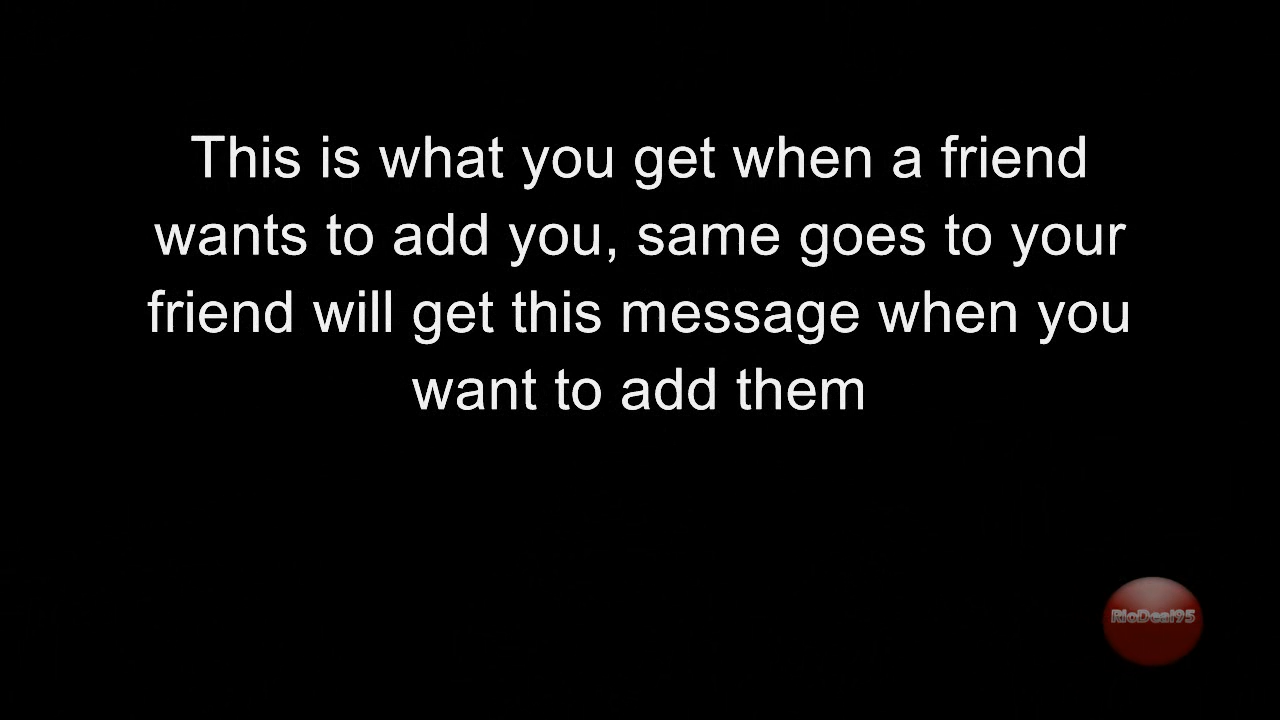 This is what you get when a friend
wants to add you, same goes to your
friend will get this message when you
want to add them
RioDeal95